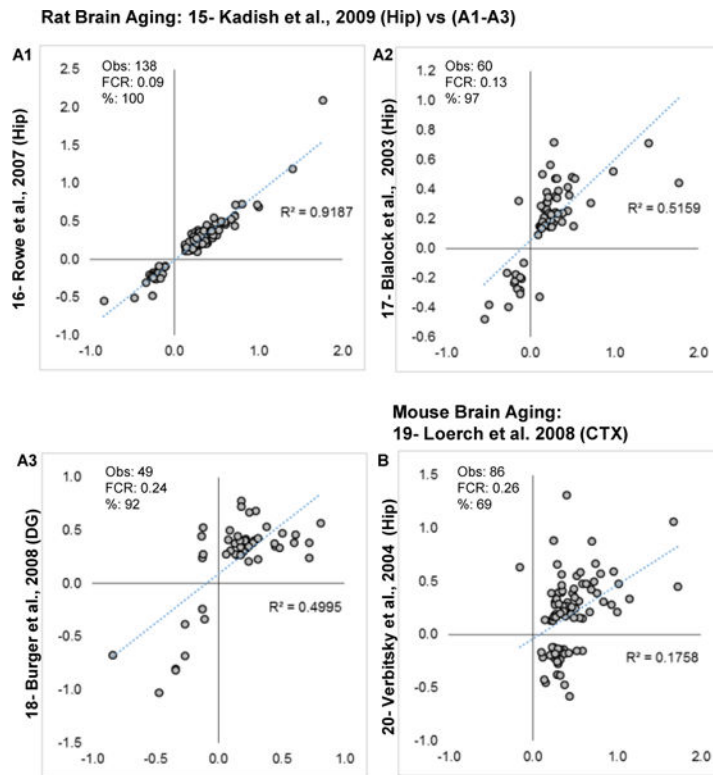 Rat Brain Aging: 15- Kadish et al., 2009 (Hip) vs (A1-A3)
A1
Obs: 138
FCR: 0.09
%: 100
2.5
2.0
1.5
1.0
0.5
0.0
-0.5
-1.0
R² = 0.9187
16- Rowe et al., 2007 (Hip)
-1.0 0.0 1.0 2.0
A2
Obs: 60
FCR: 0.13
%: 97
1.2
1.0
0.8
0.6
0.4
0.2
0.0
-0.2
-0.4
-0.6
R² = 0.5159
17- Blalock et al., 2003 (Hip)
-1.0 0.0 1.0 2.0
A3
Obs: 49
FCR: 0.24
%: 92
1.0
0.5
0.0
-0.5
-1.0
-1.5
R² = 0.4995
18- Burger et al., 2008 (DG)
-1.0 -0.5 0.0 0.5 1.0
Mouse Brain Aging:
19- Loerch et al. 2008 (CTX)
B
Obs: 86
FCR: 0.26
%: 69
1.5
1.0
0.5
0.0
-0.5
-1.0
R² = 0.1758
20- Verbitsky et al., 2004 (Hip)
-1.0 0.0 1.0 2.0